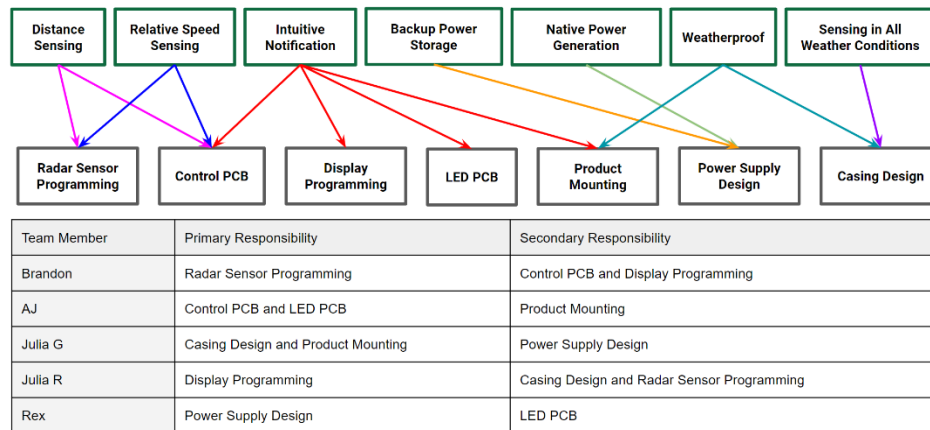 Distance
Sensing
Relative Speed
Sensing
Intuitive
Notification
Backup Power
Storage
Native Power
Generation
Weatherproof
Sensing in All
Weather Conditions
Radar Sensor
Programming
Control PCB
Display
Programming
LED PCB
Product
Mounting
Power Supply
Design
Casing Design
Team Member Primary Responsibility Secondary Responsibility
Brandon Radar Sensor Programming Control PCB and Display Programming
AJ Control PCB and LED PCB Product Mounting
Julia G Casing Design and Product Mounting Power Supply Design
Julia R Display Programming Casing Design and Radar Sensor Programming
Rex Power Supply Design LED PCB